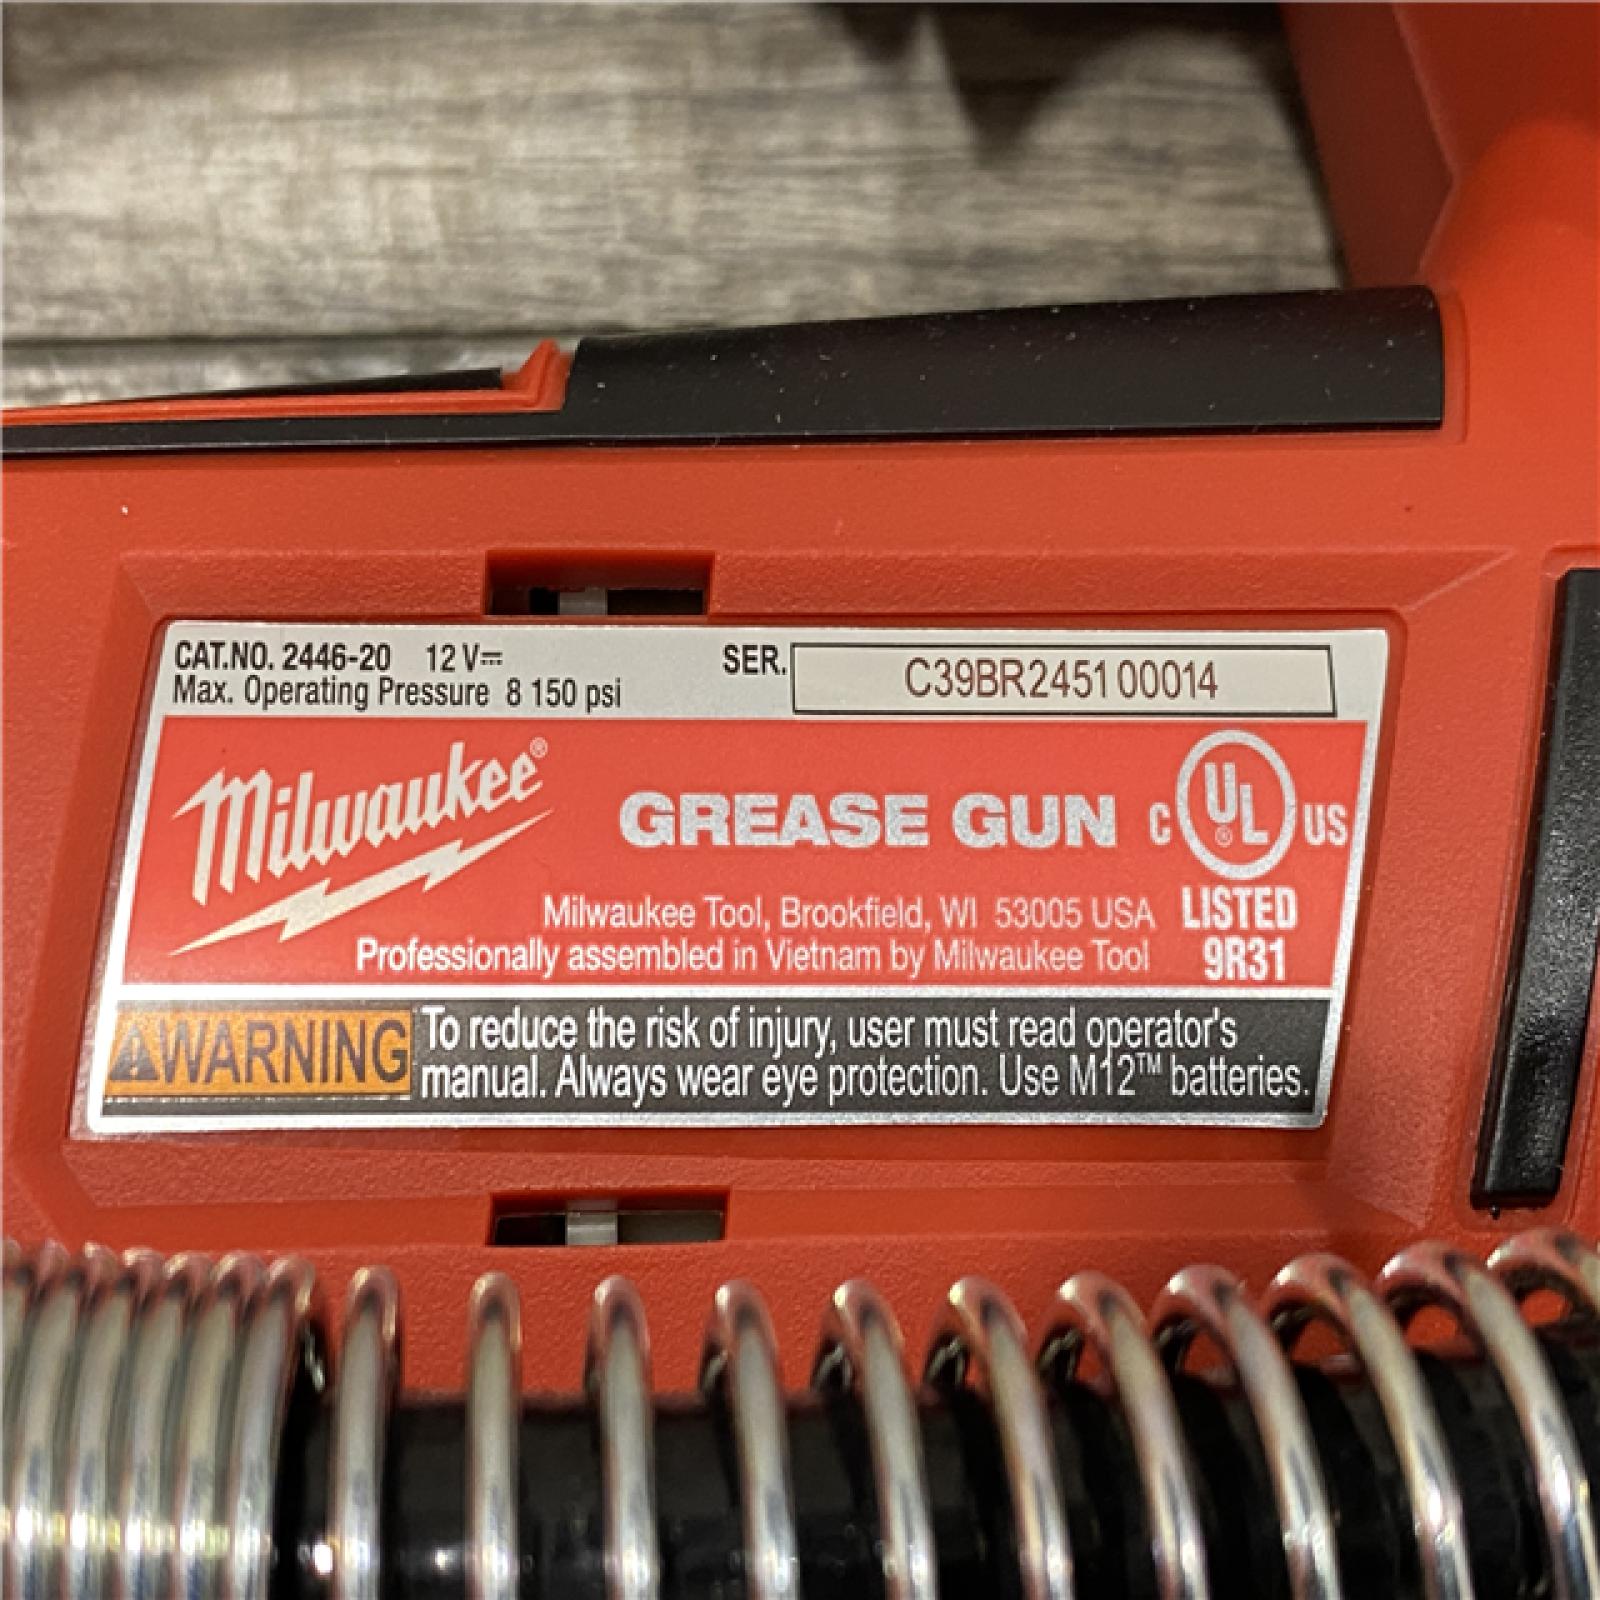 CAT.NO. 2446-20 12 V⎓ SER. C39BR245100014
Max. Operating Pressure 8 150 psi
Milwaukee® GREASE GUN C UL® US
Milwaukee Tool, Brookfield, WI 53005 USA LISTED
Professionally assembled in Vietnam by Milwaukee Tool 9R31
⚠WARNING To reduce the risk of injury, user must read operator's
manual. Always wear eye protection. Use M12™ batteries.